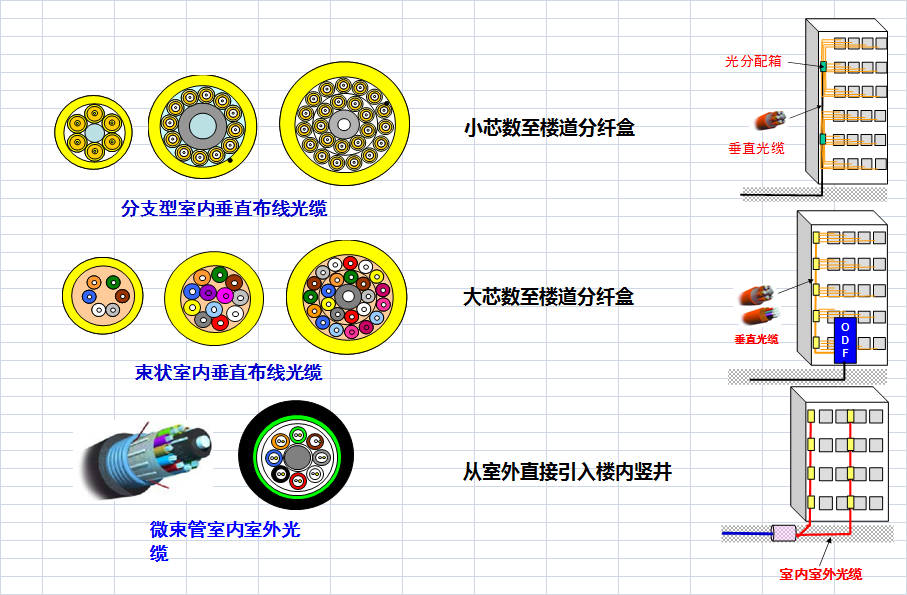 光分配箱
小芯数至楼道分纤盒
垂直光缆
分支型室内垂直布线光缆
大芯数至楼道分纤盒
O
D
F
垂直光缆
束状室内垂直布线光缆
从室外直接引入楼内竖井
微束管室内室外光
缆
室内室外光缆